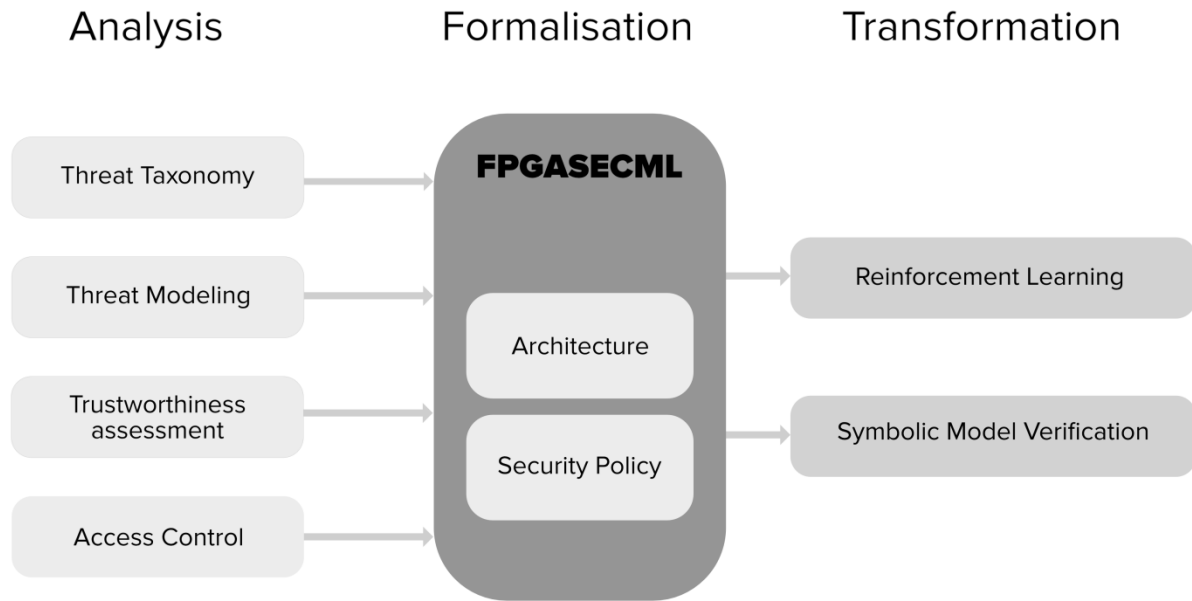 Analysis
Formalisation
Transformation
Threat Taxonomy
Threat Modeling
Trustworthiness
assessment
Access Control
FPGASECML
Architecture
Security Policy
Reinforcement Learning
Symbolic Model Verification